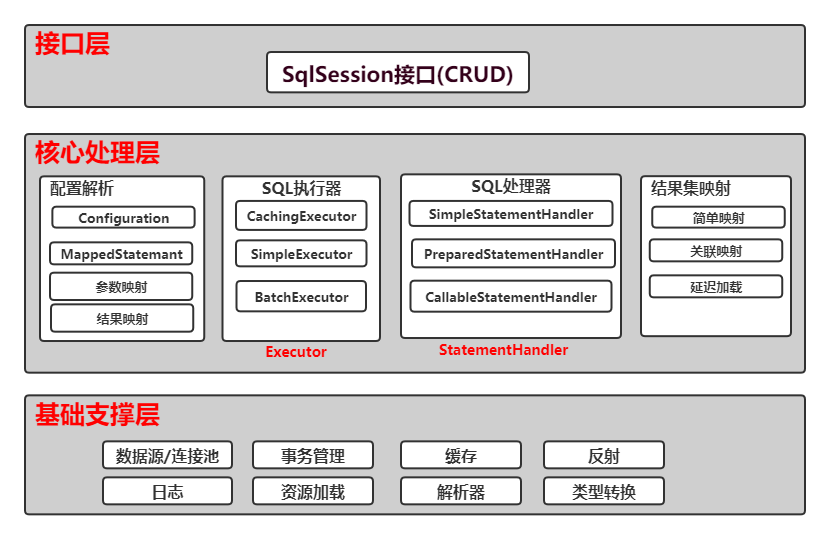 接口层
SqlSession接口(CRUD)
核心处理层
配置解析
Configuration
MappedStatemant
参数映射
结果映射
SQL执行器
CachingExecutor
SimpleExecutor
BatchExecutor
Executor
SQL处理器
SimpleStatementHandler
PreparedStatementHandler
CallableStatementHandler
StatementHandler
结果集映射
简单映射
关联映射
延迟加载
基础支撑层
数据源/连接池
事务管理
缓存
反射
日志
资源加载
解析器
类型转换